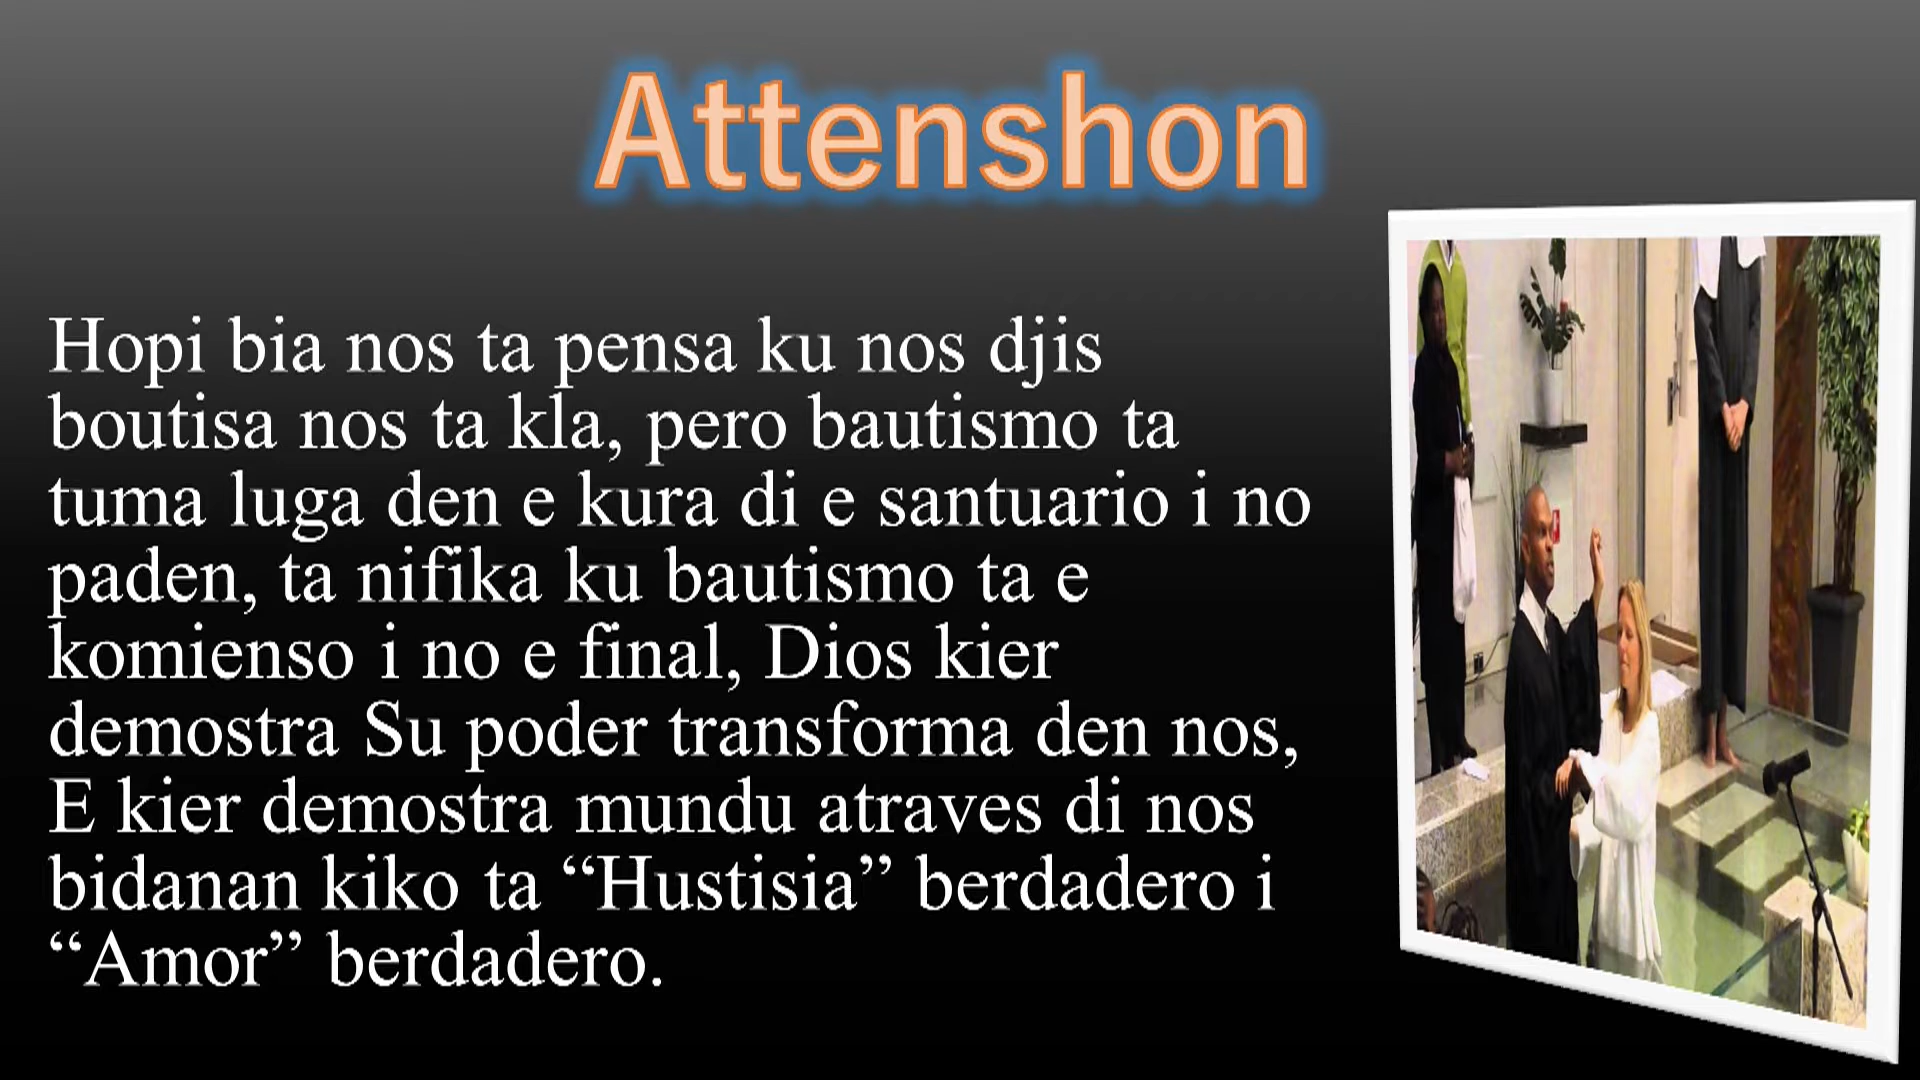 Attenshon
Hopi bia nos ta pensa ku nos djis
boutisa nos ta kla, pero bautismo ta
tuma luga den e kura di e santuario i no
paden, ta nifika ku bautismo ta e
komienso i no e final, Dios kier
demostra Su poder transforma den nos,
E kier demostra mundu atraves di nos
bidanan kiko ta “Hustisia” berdadero i
“Amor” berdadero.